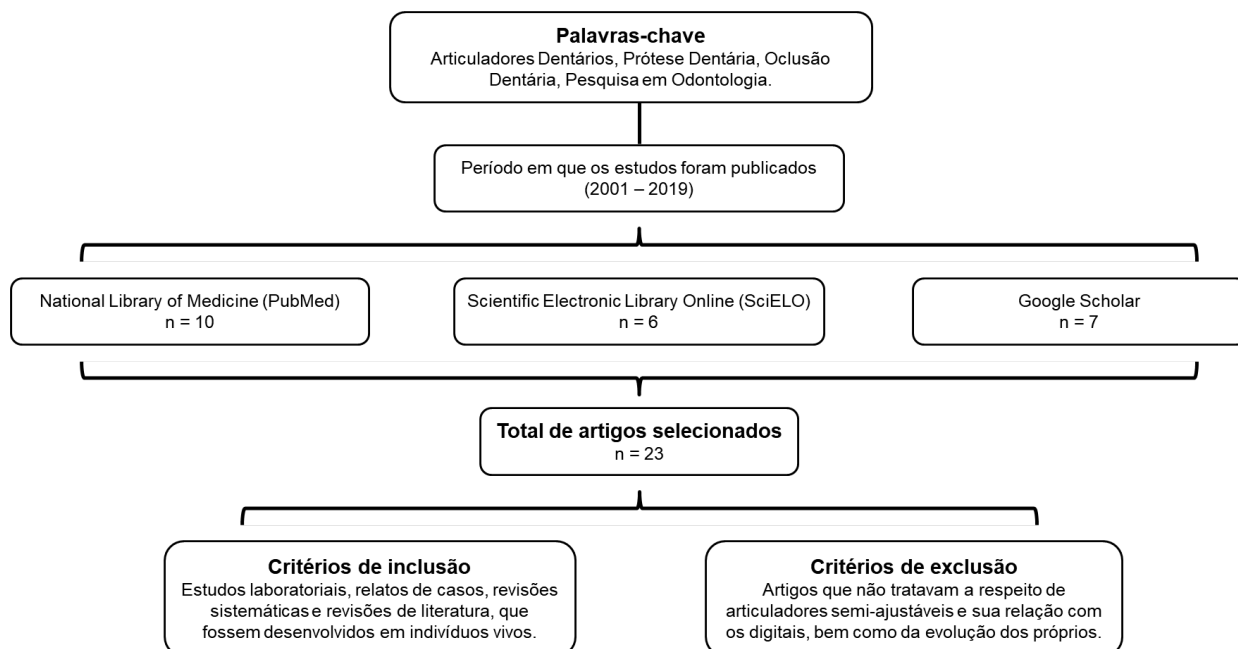 Palavras-chave
Articuladores Dentários, Prótese Dentária, Oclusão
Dentária, Pesquisa em Odontologia.
Período em que os estudos foram publicados
(2001 – 2019)
National Library of Medicine (PubMed)
n = 10
Scientific Electronic Library Online (SciELO)
n = 6
Google Scholar
n = 7
Total de artigos selecionados
n = 23
Critérios de inclusão
Estudos laboratoriais, relatos de casos, revisões
sistemáticas e revisões de literatura, que
fossem desenvolvidos em indivíduos vivos.
Critérios de exclusão
Artigos que não tratavam a respeito de
articuladores semi-ajustáveis e sua relação com
os digitais, bem como da evolução dos próprios.